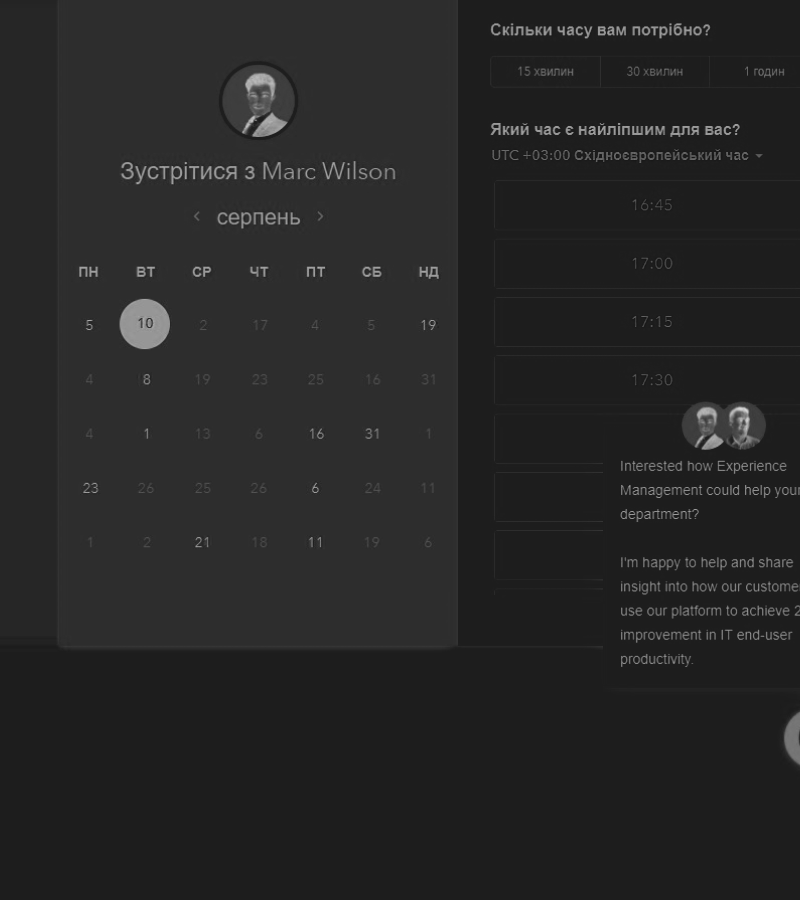 Зустрітися з Marc Wilson
серпень
ПН ВТ СР ЧТ ПТ СБ НД
5 10 2 17 4 5 19
4 8 19 23 25 16 31
4 1 13 6 16 31 1
23 26 25 26 6 24 11
1 2 21 18 11 19 6
Скільки часу вам потрібно?
15 хвилин 30 хвилин 1 годин
Який час є найліпшим для вас?
UTC +03:00 Східноєвропейський час
16:45
17:00
17:15
17:30
Interested how Experience
Management could help your
department?
I'm happy to help and share
insight into how our custome
use our platform to achieve 2
improvement in IT end-user
productivity.